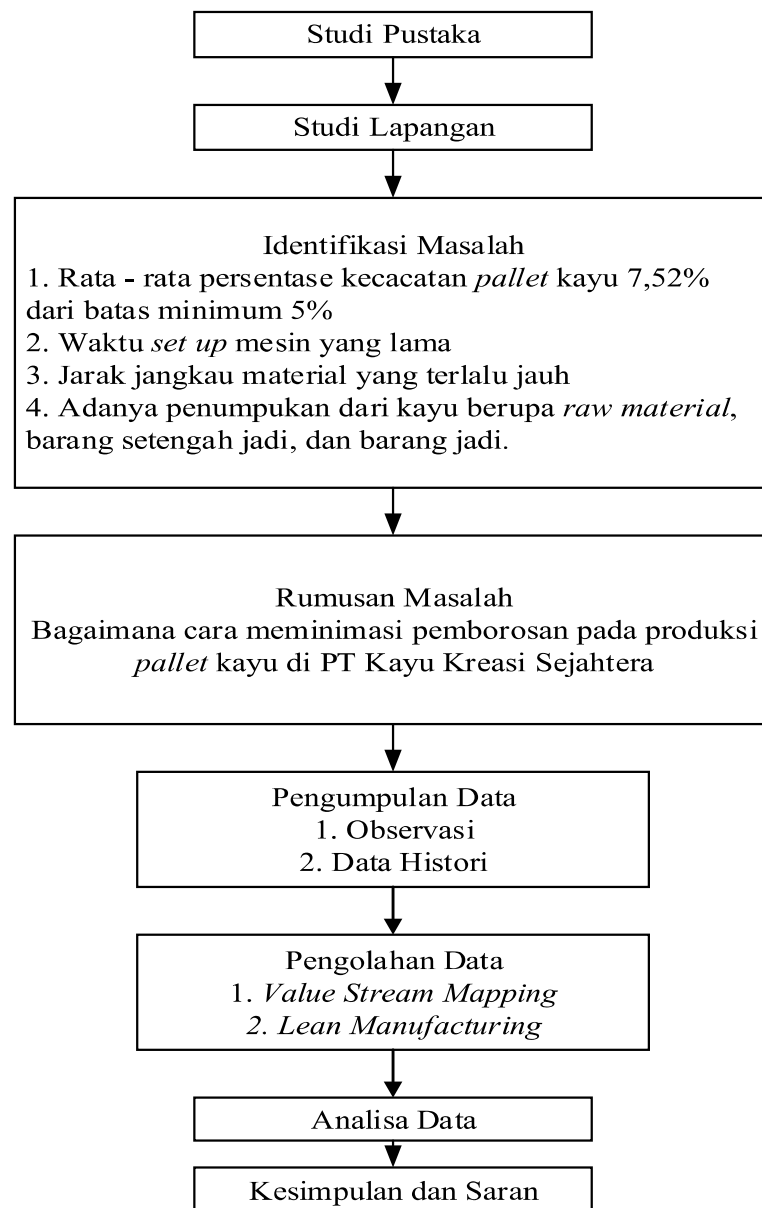 Studi Pustaka
Studi Lapangan
Identifikasi Masalah
1. Rata - rata persentase kecacatan pallet kayu 7,52%
dari batas minimum 5%
2. Waktu set up mesin yang lama
3. Jarak jangkau material yang terlalu jauh
4. Adanya penumpukan dari kayu berupa raw material,
barang setengah jadi, dan barang jadi.
Rumusan Masalah
Bagaimana cara meminimasi pemborosan pada produksi
pallet kayu di PT Kayu Kreasi Sejahtera
Pengumpulan Data
1. Observasi
2. Data Histori
Pengolahan Data
1. Value Stream Mapping
2. Lean Manufacturing
Analisa Data
Kesimpulan dan Saran